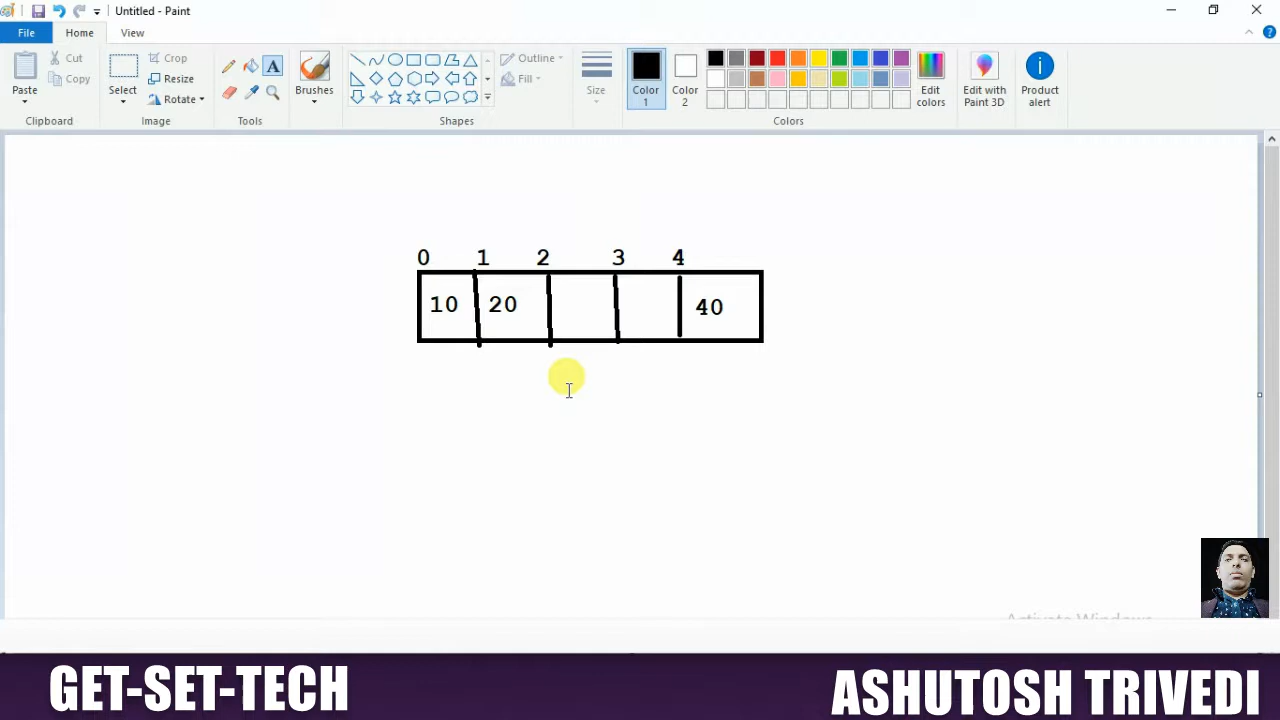 Untitled - Paint
File Home View
Paste
Cut
Copy
Clipboard
Select
Crop
Resize
Rotate
Image
A
Tools
Brushes
Outline
Fill
Shapes
Size
Color 1
Color 2
Colors
Edit colors
Edit with Paint 3D
Product alert
0 1 2 3 4
10 20 40
Activate Windows
GET-SET-TECH
ASHUTOSH TRIVEDI